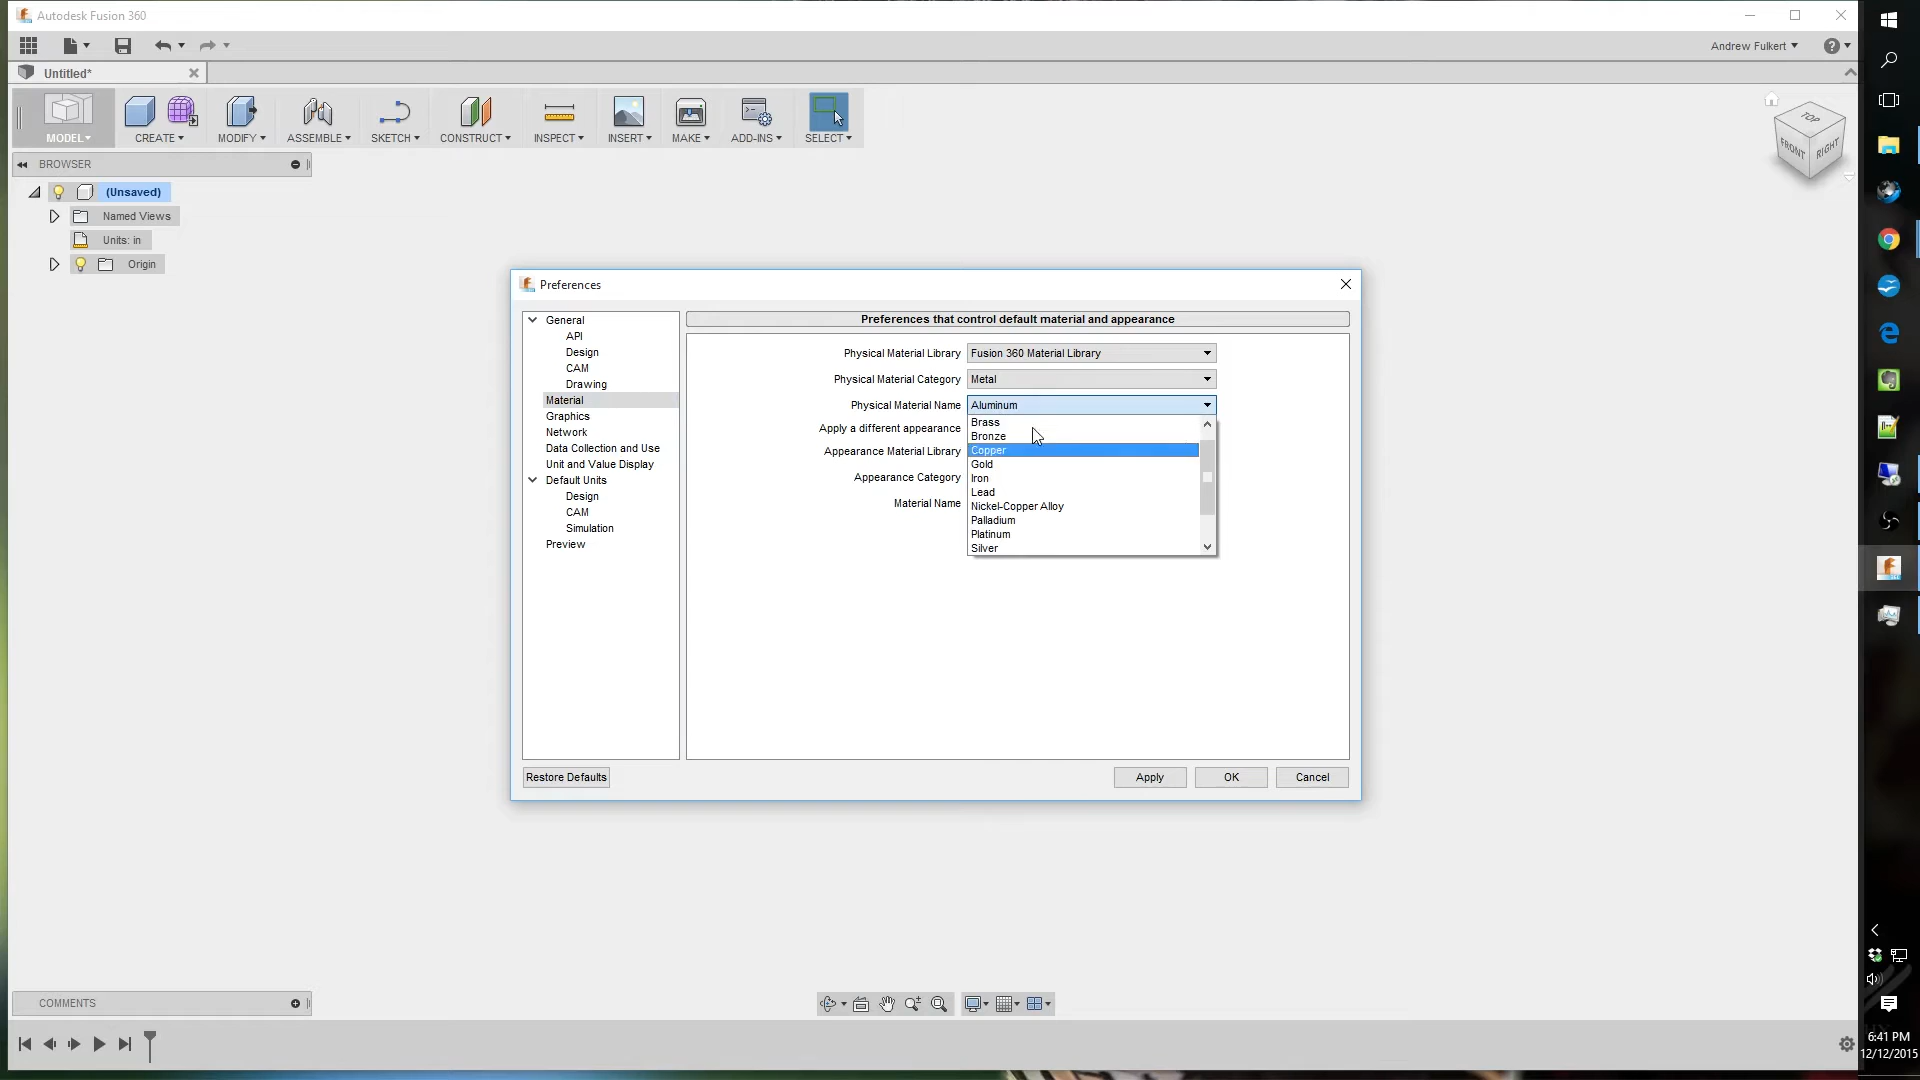 Autodesk Fusion 360
Andrew Fulkert
Untitled*
MODEL
CREATE
MODIFY
ASSEMBLE
SKETCH
CONSTRUCT
INSPECT
INSERT
MAKE
ADD-INS
SELECT
TOP
FRONT
RIGHT
BROWSER
(Unsaved)
Named Views
Units: in
Origin
Preferences
General
API
Design
CAM
Drawing
Material
Graphics
Network
Data Collection and Use
Unit and Value Display
Default Units
Design
CAM
Simulation
Preview
Preferences that control default material and appearance
Physical Material Library Fusion 360 Material Library
Physical Material Category Metal
Physical Material Name Aluminum
Apply a different appearance
Appearance Material Library
Appearance Category
Material Name
Brass
Bronze
Copper
Gold
Iron
Lead
Nickel-Copper Alloy
Palladium
Platinum
Silver
Restore Defaults
Apply
OK
Cancel
COMMENTS
6:41 PM
12/12/2015